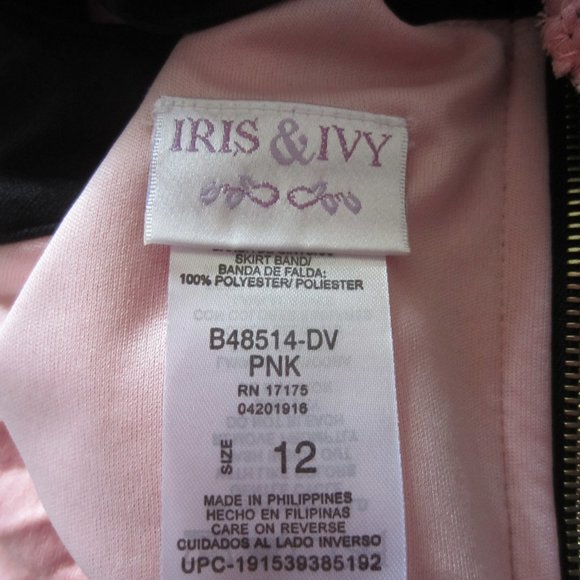 IRIS & IVY
SKIRT BAND/
BANDA DE FALDA:
100% POLYESTER/ POLIESTER
B48514-DV
PNK
RN 17175
04201916
SIZE 12
MADE IN PHILIPPINES
HECHO EN FILIPINAS
CARE ON REVERSE
CUIDADOS AL LADO INVERSO
UPC-191539385192